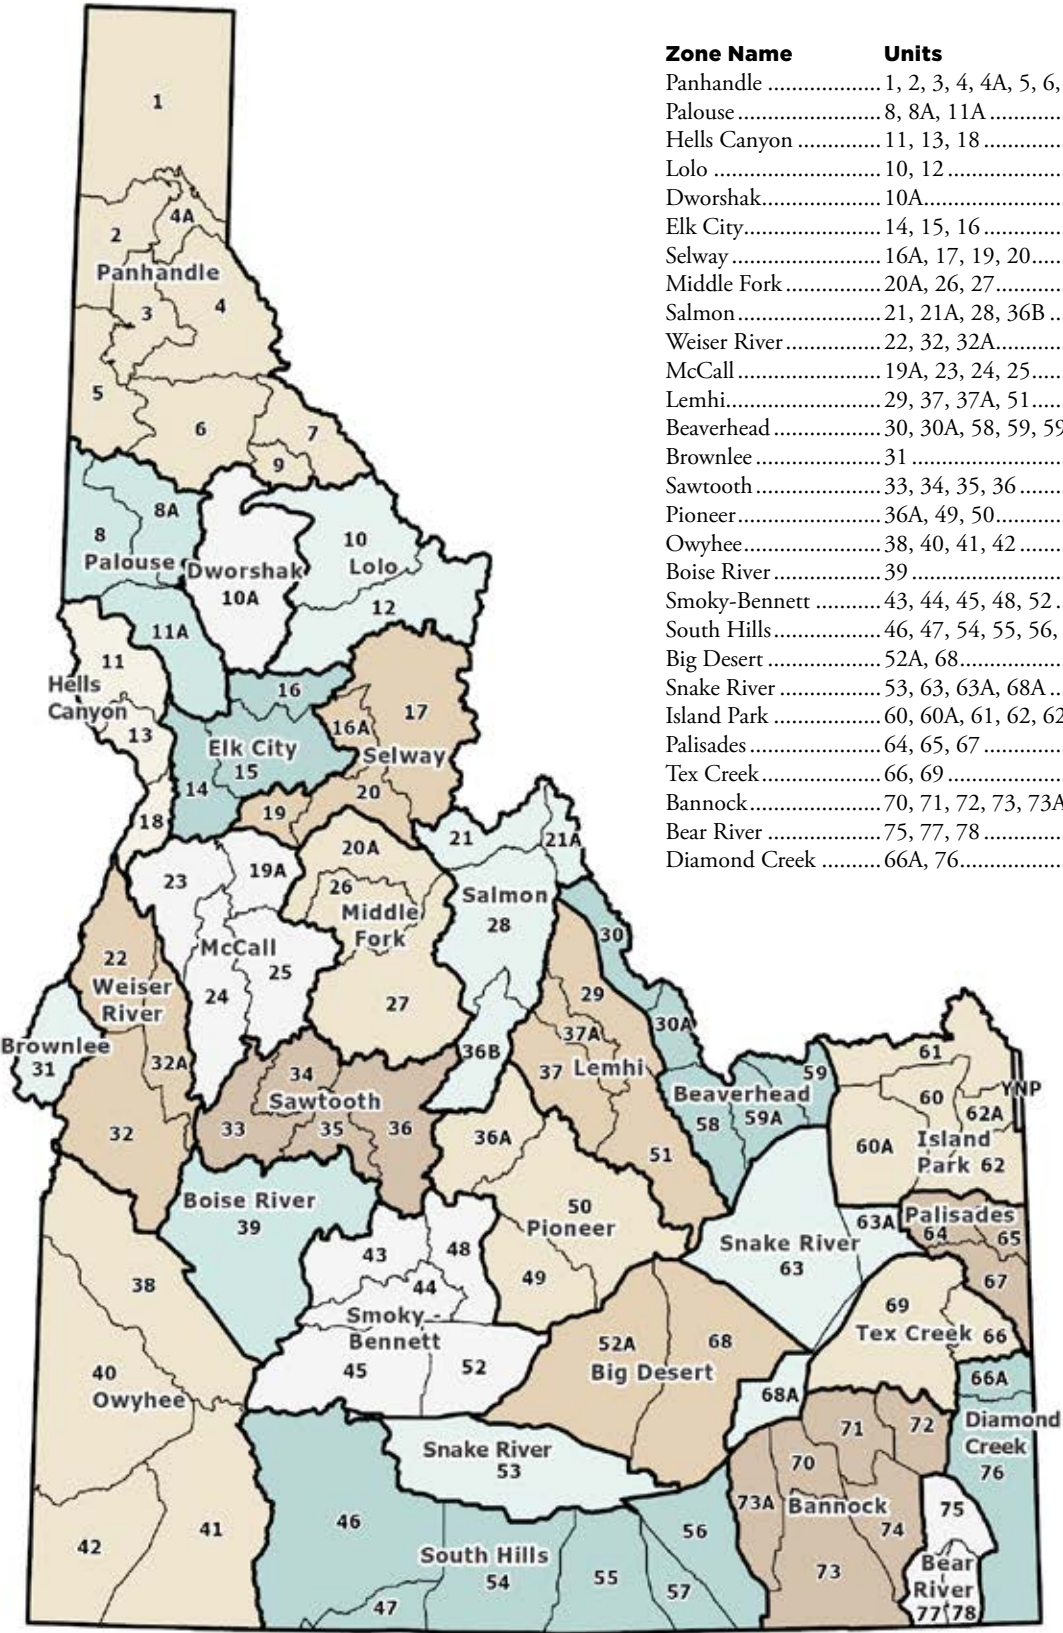 Zone Name Units
Panhandle ................... 1, 2, 3, 4, 4A, 5, 6,
Palouse ......................... 8, 8A, 11A ...............
Hells Canyon .............. 11, 13, 18 ................
Lolo ............................ 10, 12 ......................
Dworshak.................... 10A.........................
Elk City....................... 14, 15, 16 ................
Selway ......................... 16A, 17, 19, 20.....
Middle Fork ................ 20A, 26, 27.............
Salmon ........................ 21, 21A, 28, 36B ..
Weiser River ................ 22, 32, 32A.............
McCall ........................ 19A, 23, 24, 25.....
Lemhi.......................... 29, 37, 37A, 51.....
Beaverhead .................. 30, 30A, 58, 59, 59
Brownlee ..................... 31 ............................
Sawtooth ..................... 33, 34, 35, 36 .......
Pioneer ........................ 36A, 49, 50.............
Owyhee........................ 38, 40, 41, 42 .......
Boise River .................. 39 ............................
Smoky-Bennett ........... 43, 44, 45, 48, 52 .
South Hills.................. 46, 47, 54, 55, 56,
Big Desert ................... 52A, 68...................
Snake River ................. 53, 63, 63A, 68A ..
Island Park .................. 60, 60A, 61, 62, 62
Palisades ...................... 64, 65, 67 ...............
Tex Creek .................... 66, 69 .....................
Bannock ...................... 70, 71, 72, 73, 73A
Bear River ................... 75, 77, 78 ...............
Diamond Creek .......... 66A, 76...................
1
4A
2
Panhandle
3
4
5
6
7
9
8A
8
Palouse
10
Lolo
Dworshak
10A
12
11A
11
Hells
Canyon
13
16
17
16A
Elk City
15
Selway
14
20
19
18
21
21A
20A
19A
23
26
Middle
Fork
Salmon
28
30
McCall
22
Weiser
River
25
24
27
29
30A
37A
Brownlee
31
32A
36B
37
Lemhi
61
34
Sawtooth
59
Beaverhead
60
YNP
62A
32
33
35
36
36A
58
59A
60A
Island
Park 62
51
Boise River
39
50
Pioneer
63A
Palisades
64
65
Snake River
63
43
48
38
44
49
67
69
Smoky -
Bennett
52A
68
Tex Creek
66
40
Owyhee
45
52
Big Desert
66A
68A
71
72
Diamond
Creek
76
Snake River
53
70
73A
Bannock
75
46
41
56
74
42
South Hills
54
55
57
73
Bear
River
47
77
78